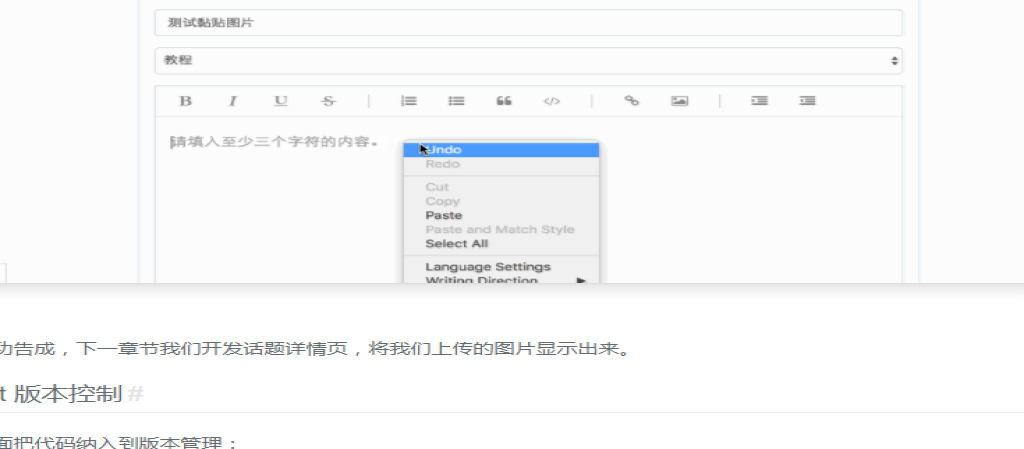 测试黏贴图片
教程
B I U S </>
请填入至少三个字符的内容。
Undo
Redo
Cut
Copy
Paste
Paste and Match Style
Select All
Language Settings
Writing Direction
功告成，下一章节我们开发话题详情页，将我们上传的图片显示出来。
t 版本控制 #
面把代码纳入到版本管理：